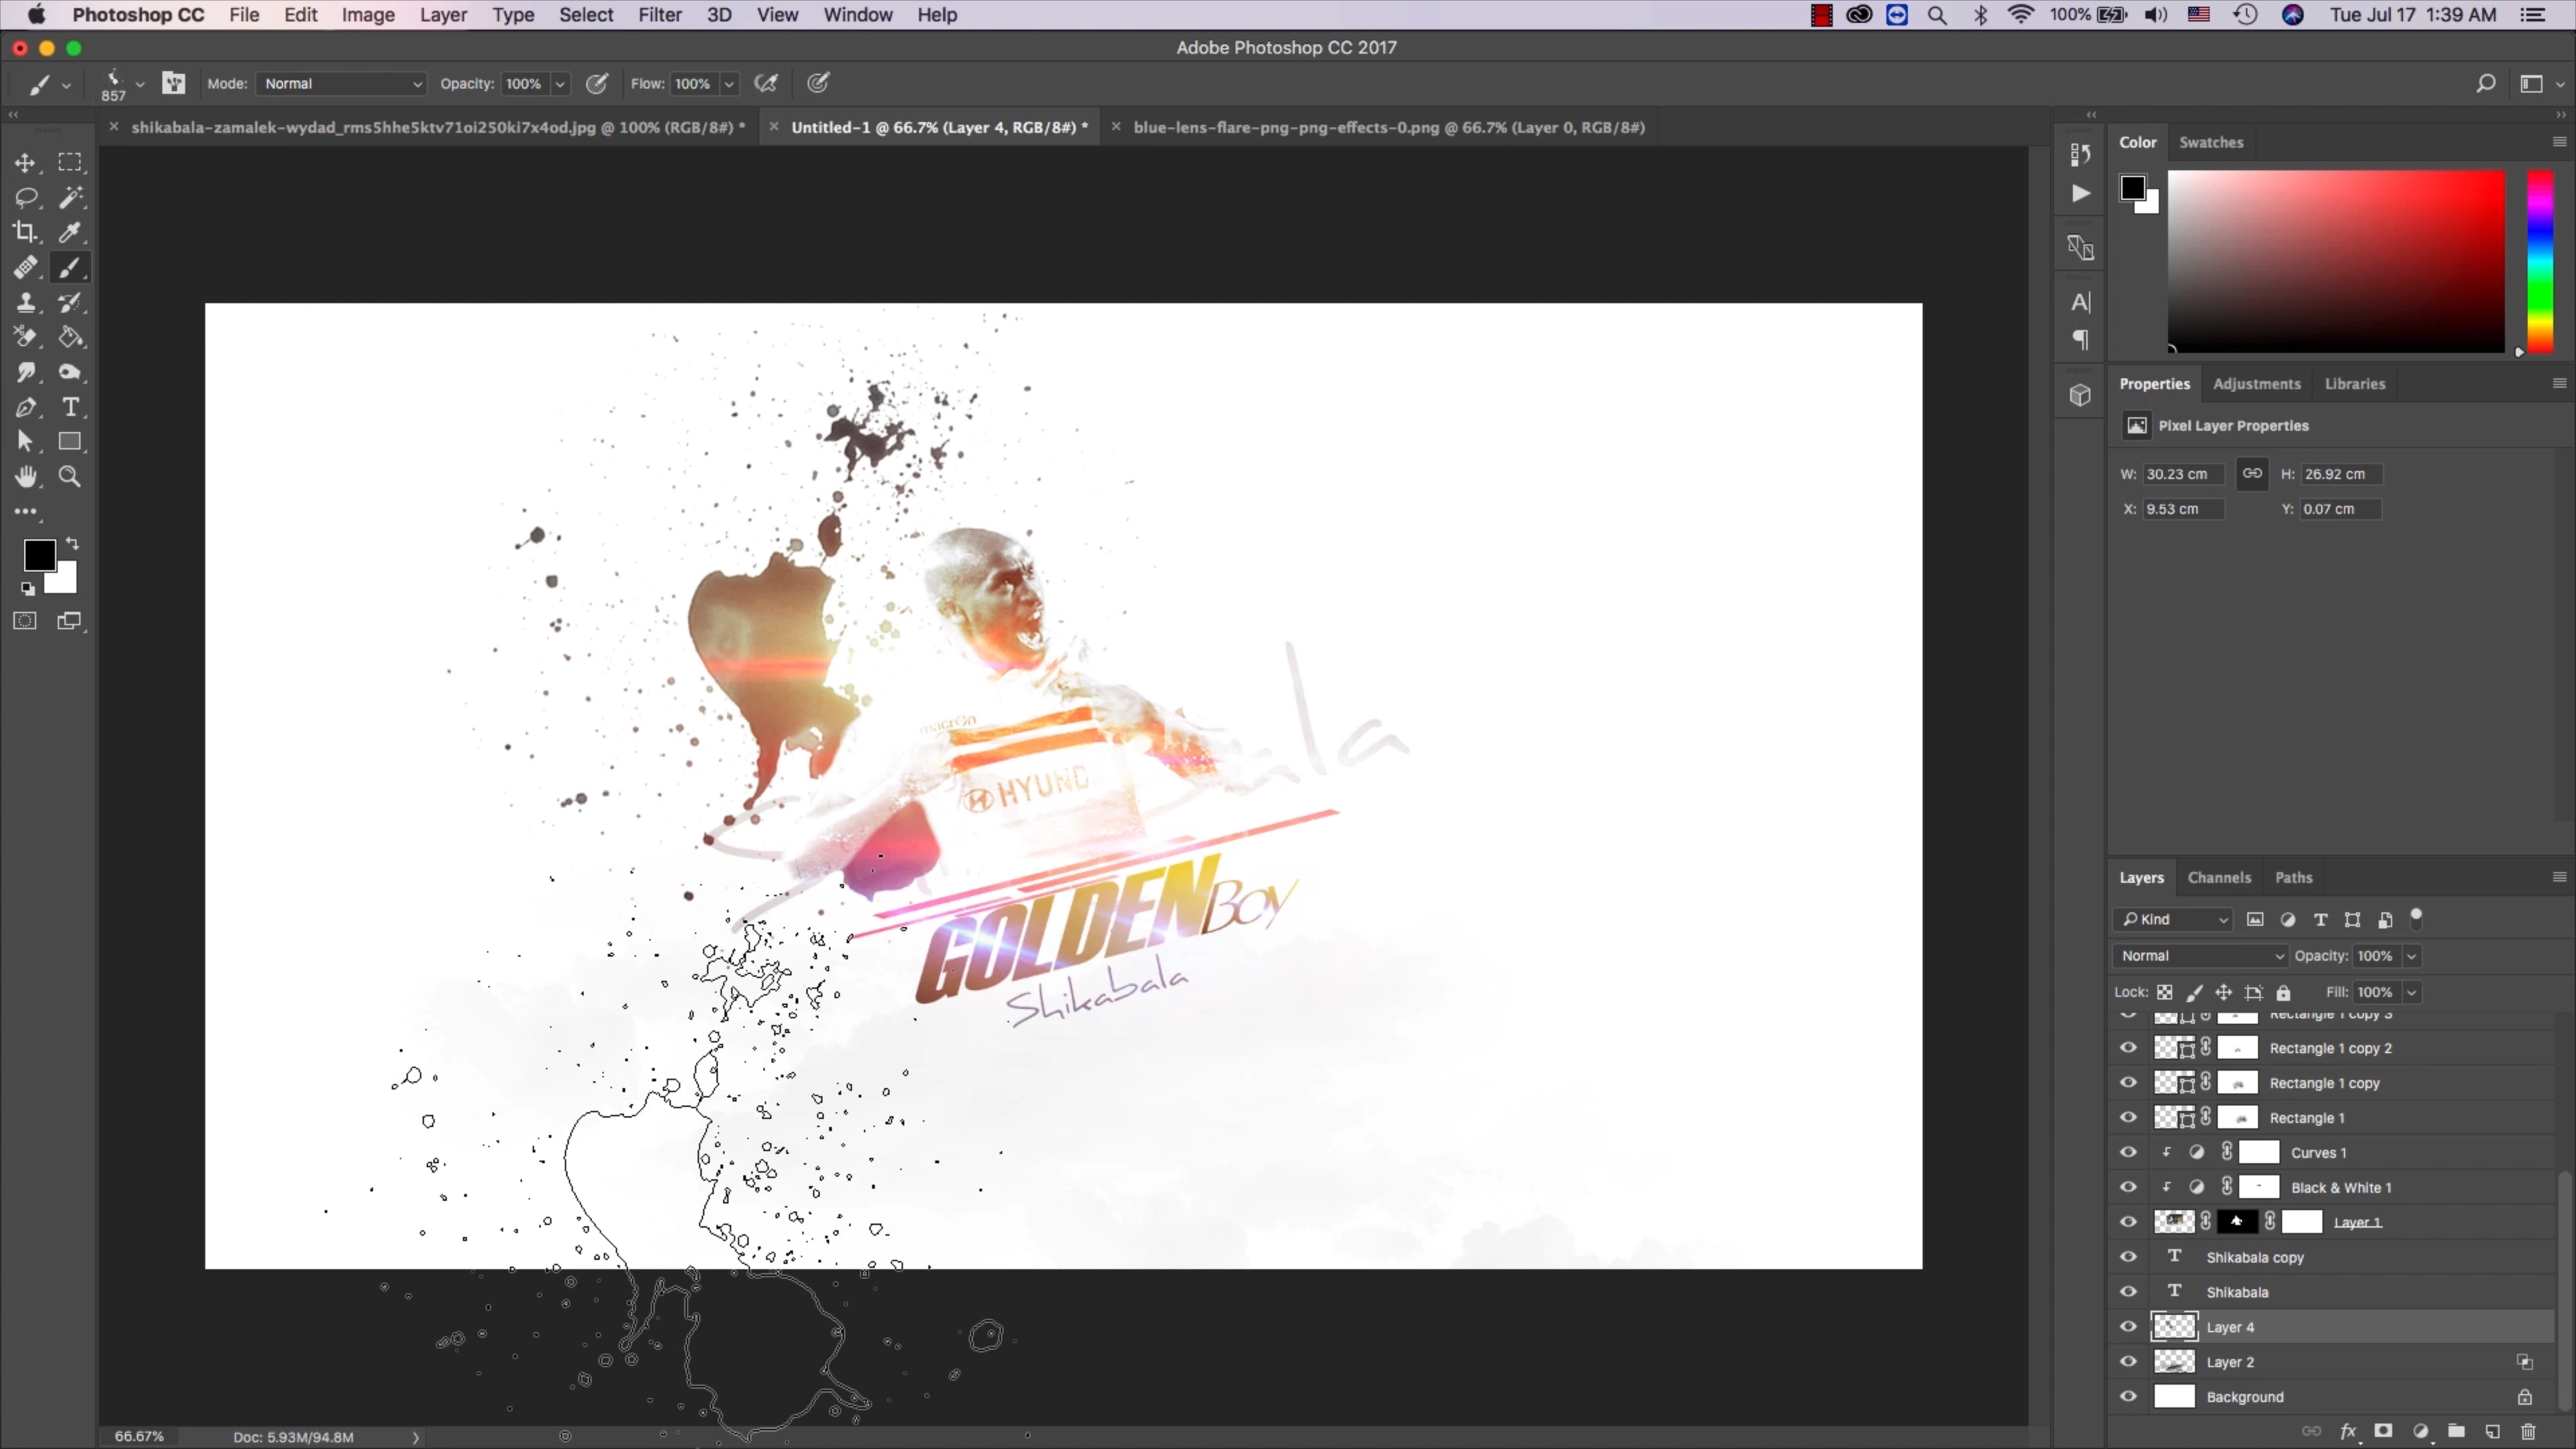 Photoshop CC File Edit Image Layer Type Select Filter 3D View Window Help 100% Tue Jul 17 1:39 AM
Adobe Photoshop CC 2017
857 Mode: Normal Opacity: 100% Flow: 100%
shikabala-zamalek-wydad_rms5hhe5ktv71oi250ki7x4od.jpg @ 100% (RGB/8#) *
Untitled-1 @ 66.7% (Layer 4, RGB/8#) *
blue-lens-flare-png-png-effects-0.png @ 66.7% (Layer 0, RGB/8#)
Color Swatches
Properties Adjustments Libraries
Pixel Layer Properties
W: 30.23 cm H: 26.92 cm
X: 9.53 cm Y: 0.07 cm
macron
HYUND
GOLDEN Boy
Shikabala
Layers Channels Paths
Kind
Normal Opacity: 100%
Lock: Fill: 100%
Rectangle 1 copy 3
Rectangle 1 copy 2
Rectangle 1 copy
Rectangle 1
Curves 1
Black & White 1
Layer 1
Shikabala copy
Shikabala
Layer 4
Layer 2
Background
66.67% Doc: 5.93M/94.8M